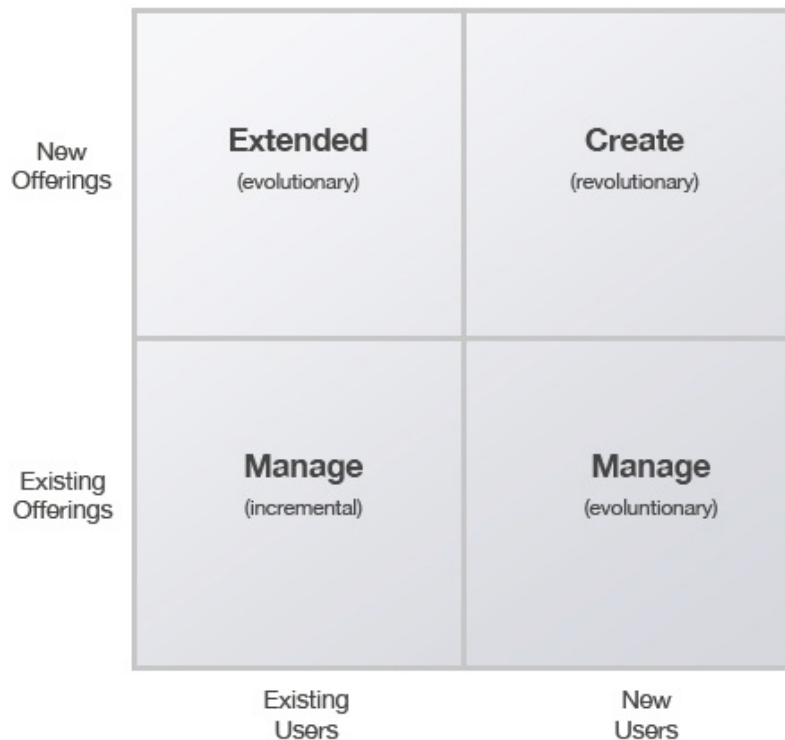 New
Offerings
Extended
(evolutionary)
Create
(revolutionary)
Existing
Offerings
Manage
(incremental)
Manage
(evoluntionary)
Existing
Users
New
Users